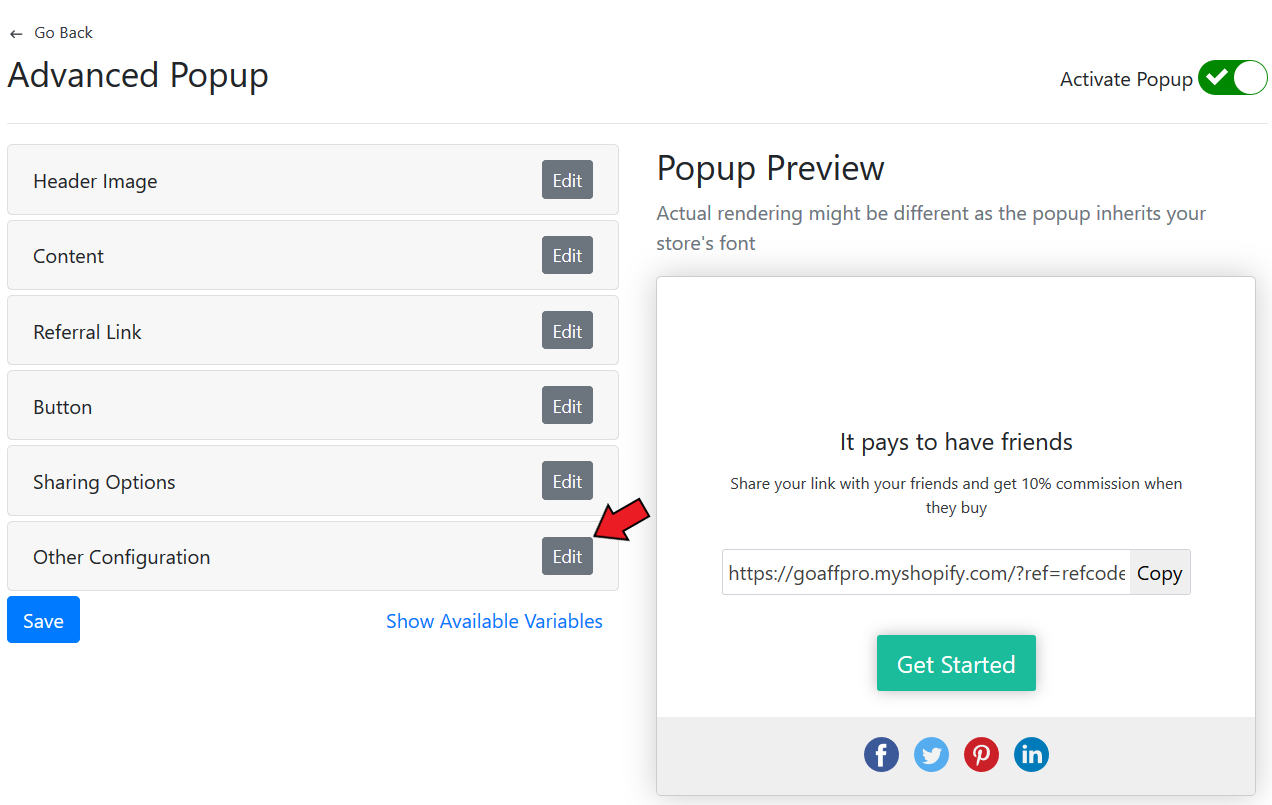 ← Go Back
Advanced Popup
Activate Popup
Header Image
Edit
Content
Edit
Referral Link
Edit
Button
Edit
Sharing Options
Edit
Other Configuration
Edit
Save
Show Available Variables
Popup Preview
Actual rendering might be different as the popup inherits your
store's font
It pays to have friends
Share your link with your friends and get 10% commission when
they buy
https://goaffpro.myshopify.com/?ref=refcode
Copy
Get Started